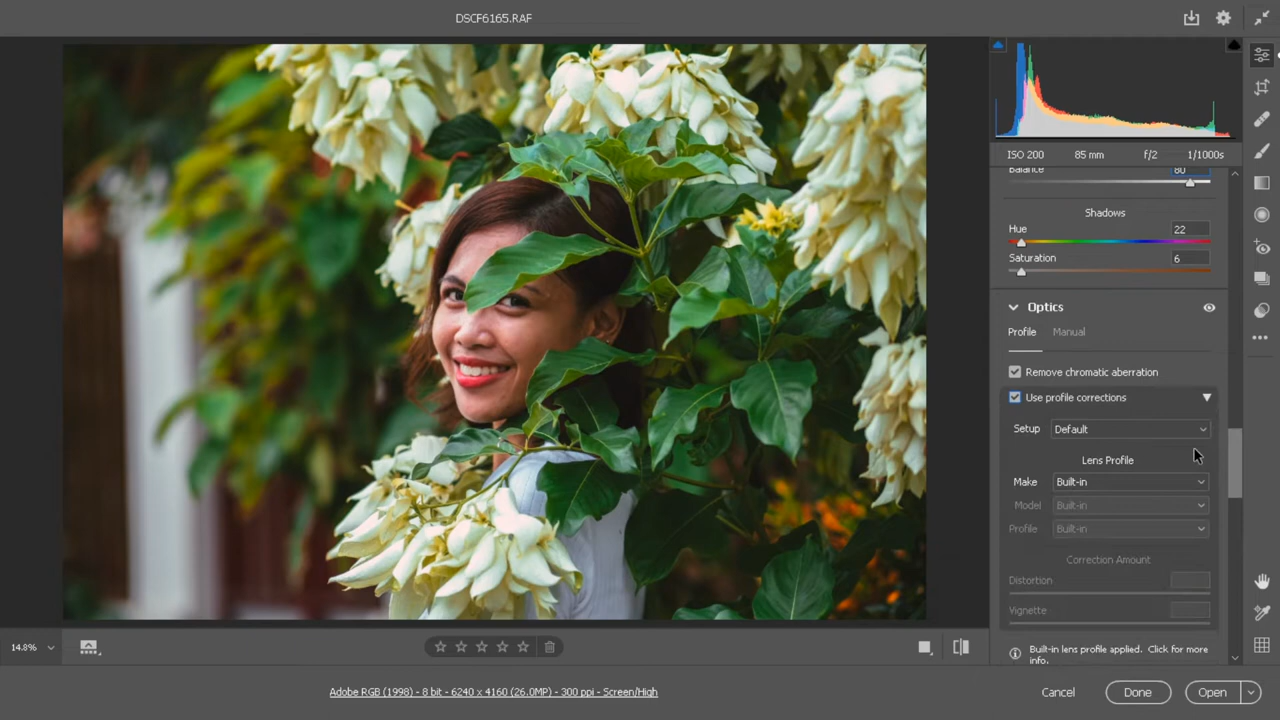 DSCF6165.RAF
ISO 200 85 mm f/2 1/1000s
Balance 80
Shadows
Hue 22
Saturation 6
Optics
Profile Manual
Remove chromatic aberration
Use profile corrections
Setup Default
Lens Profile
Make Built-in
Model Built-in
Profile Built-in
Correction Amount
Distortion
Vignette
Built-in lens profile applied. Click for more
info.
14.8%
Adobe RGB (1998) - 8 bit - 6240 x 4160 (26.0MP) - 300 ppi - Screen/High
Cancel Done Open